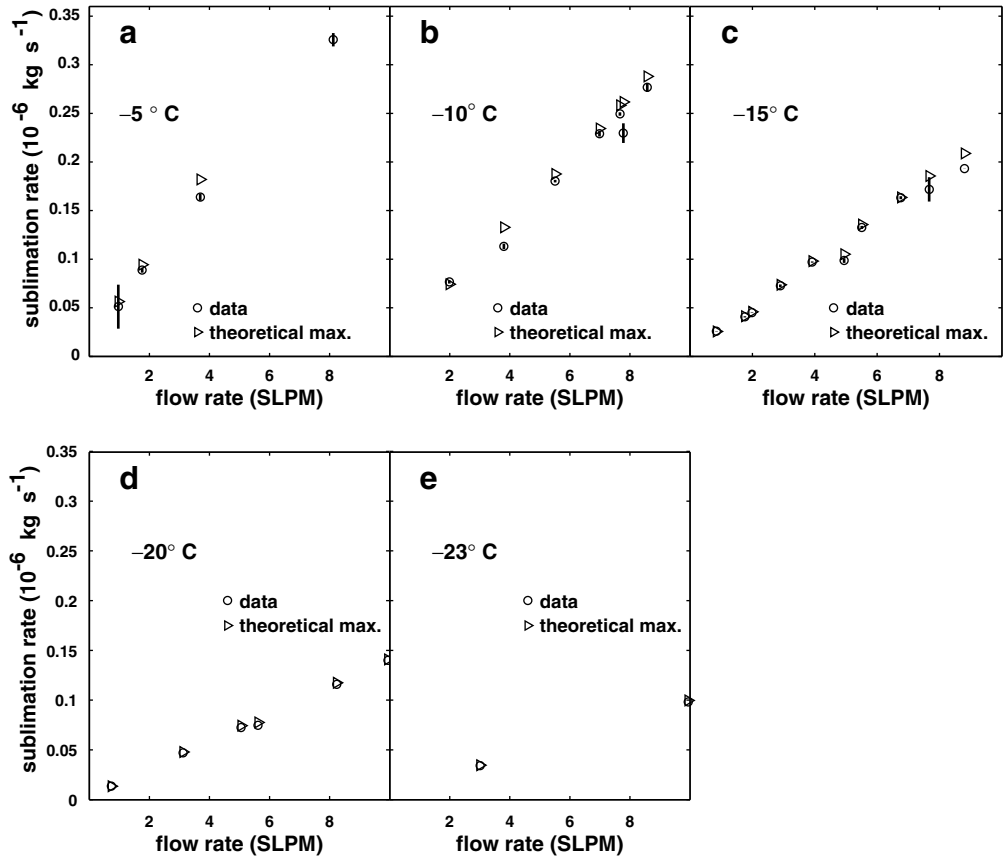 a
b
c
−5 ° C
−10° C
−15° C
sublimation rate (10⁻⁶ kg s⁻¹)
0.35
0.3
0.25
0.2
0.15
0.1
0.05
0
data
theoretical max.
data
theoretical max.
data
theoretical max.
2 4 6 8
2 4 6 8
2 4 6 8
flow rate (SLPM)
flow rate (SLPM)
flow rate (SLPM)
d
e
−20° C
−23° C
sublimation rate (10⁻⁶ kg s⁻¹)
0.35
0.3
0.25
0.2
0.15
0.1
0.05
0
data
theoretical max.
data
theoretical max.
2 4 6 8
2 4 6 8
flow rate (SLPM)
flow rate (SLPM)